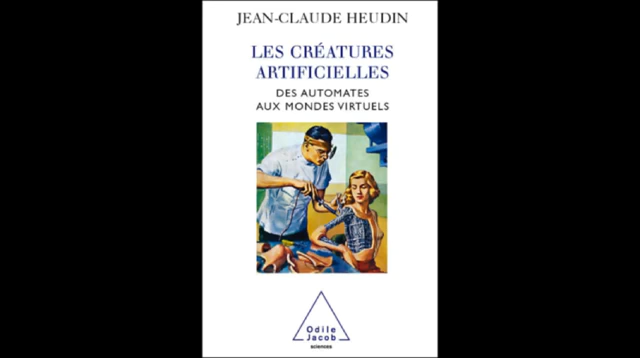 JEAN-CLAUDE HEUDIN
LES CRÉATURES
ARTIFICIELLES
DES AUTOMATES
AUX MONDES VIRTUELS
Odile
Jacob
sciences